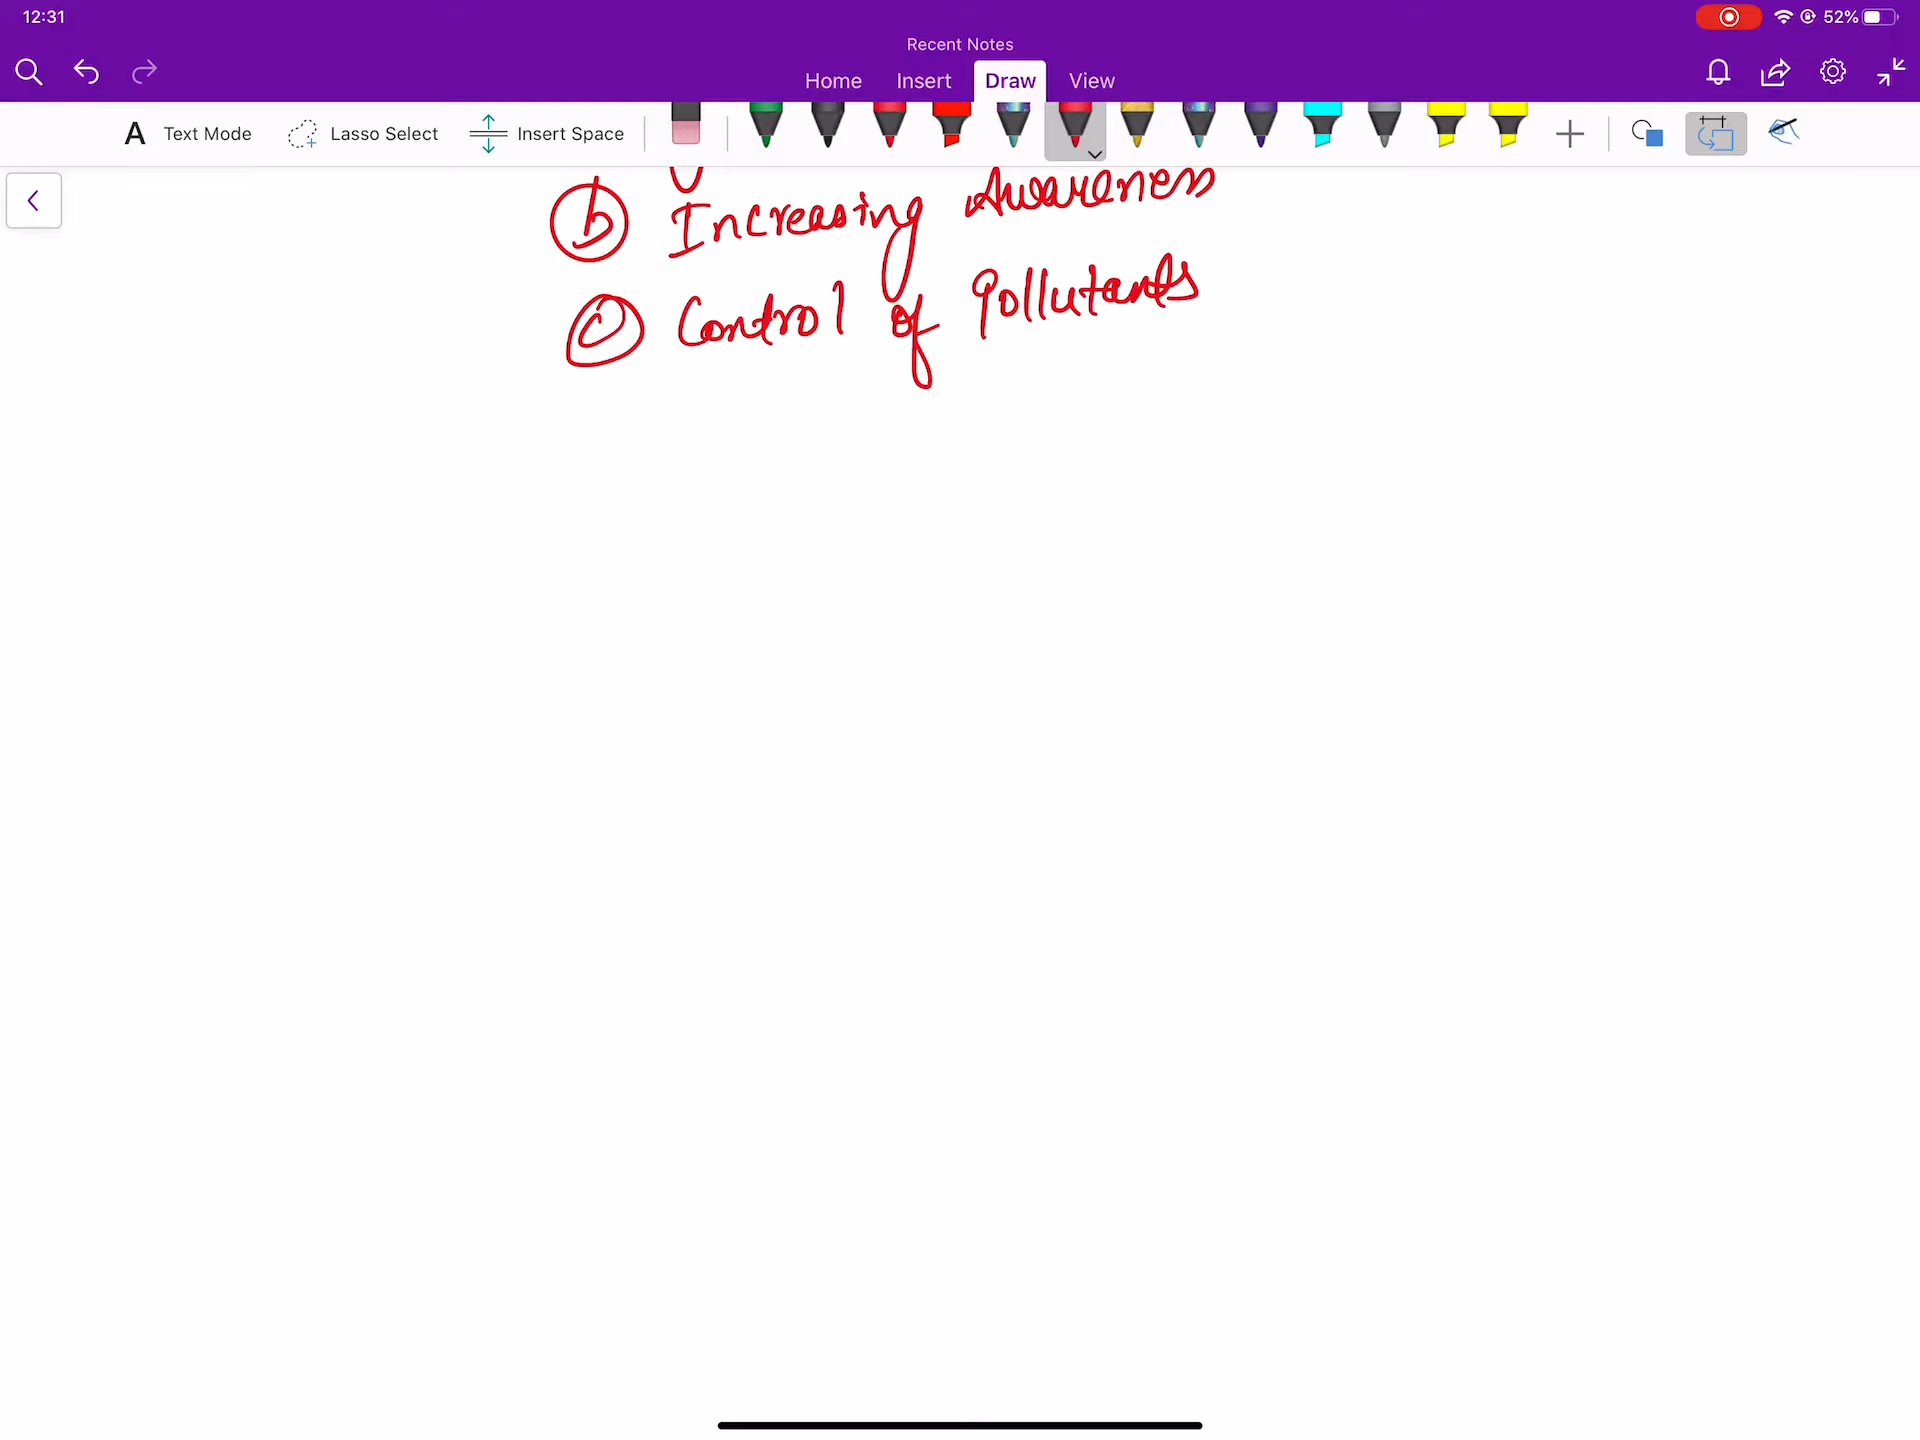 12:31
52%
Recent Notes
Home Insert Draw View
A Text Mode Lasso Select Insert Space
b Increasing Awareness
c Control of Pollutants